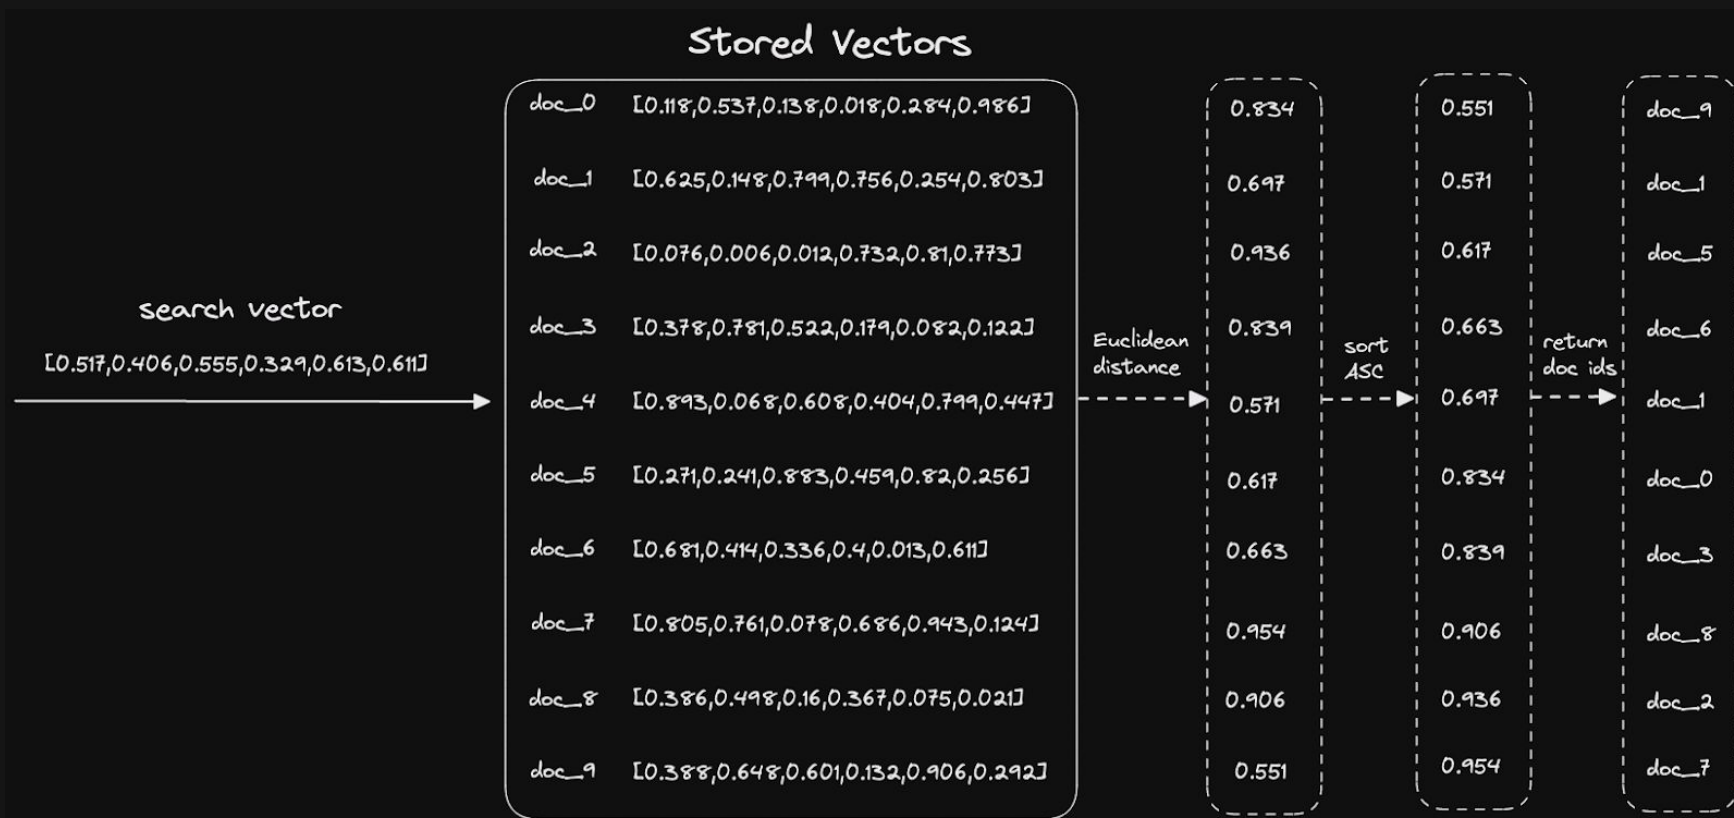 Stored Vectors
doc_0 [0.118,0.537,0.138,0.018,0.284,0.986] 0.834 0.551 doc_9
doc_1 [0.625,0.148,0.799,0.756,0.254,0.803] 0.697 0.571 doc_1
doc_2 [0.076,0.006,0.012,0.732,0.81,0.773] 0.936 0.617 doc_5
search vector
doc_3 [0.378,0.781,0.522,0.179,0.082,0.122] 0.839 0.663 doc_6
[0.517,0.406,0.555,0.329,0.613,0.611]
Euclidean
distance
sort
ASC
return
doc ids
doc_4 [0.893,0.068,0.608,0.404,0.799,0.447] 0.571 0.697 doc_1
doc_5 [0.271,0.241,0.883,0.459,0.82,0.256] 0.617 0.834 doc_0
doc_6 [0.681,0.414,0.336,0.4,0.013,0.611] 0.663 0.839 doc_3
doc_7 [0.805,0.761,0.078,0.686,0.943,0.124] 0.954 0.906 doc_8
doc_8 [0.386,0.498,0.16,0.367,0.075,0.021] 0.906 0.936 doc_2
doc_9 [0.388,0.648,0.601,0.132,0.906,0.292] 0.551 0.954 doc_7